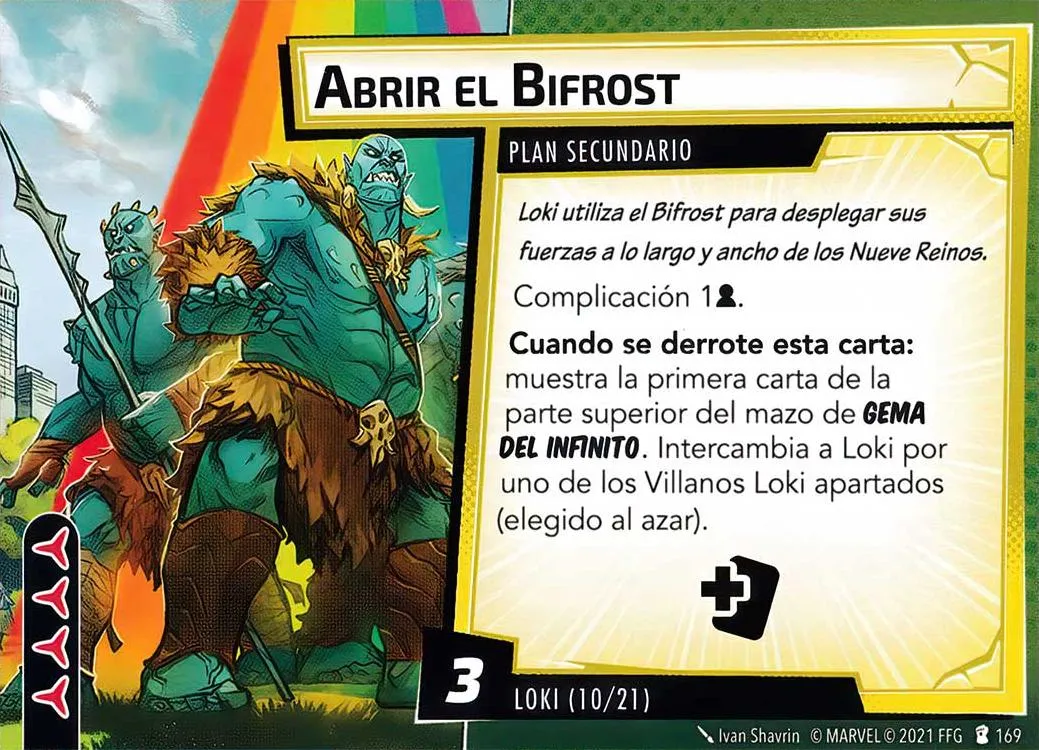 ABRIR EL BIFROST
PLAN SECUNDARIO
Loki utiliza el Bifrost para desplegar sus
fuerzas a lo largo y ancho de los Nueve Reinos.
Complicación 1.
Cuando se derrote esta carta:
muestra la primera carta de la
parte superior del mazo de GEMA
DEL INFINITO. Intercambia a Loki por
uno de los Villanos Loki apartados
(elegido al azar).
3
LOKI (10/21)
Ivan Shavrin © MARVEL © 2021 FFG 169